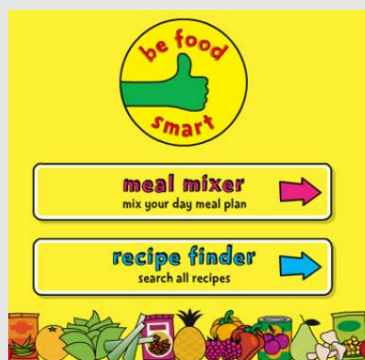 be food
smart
meal mixer
mix your day meal plan
recipe finder
search all recipes